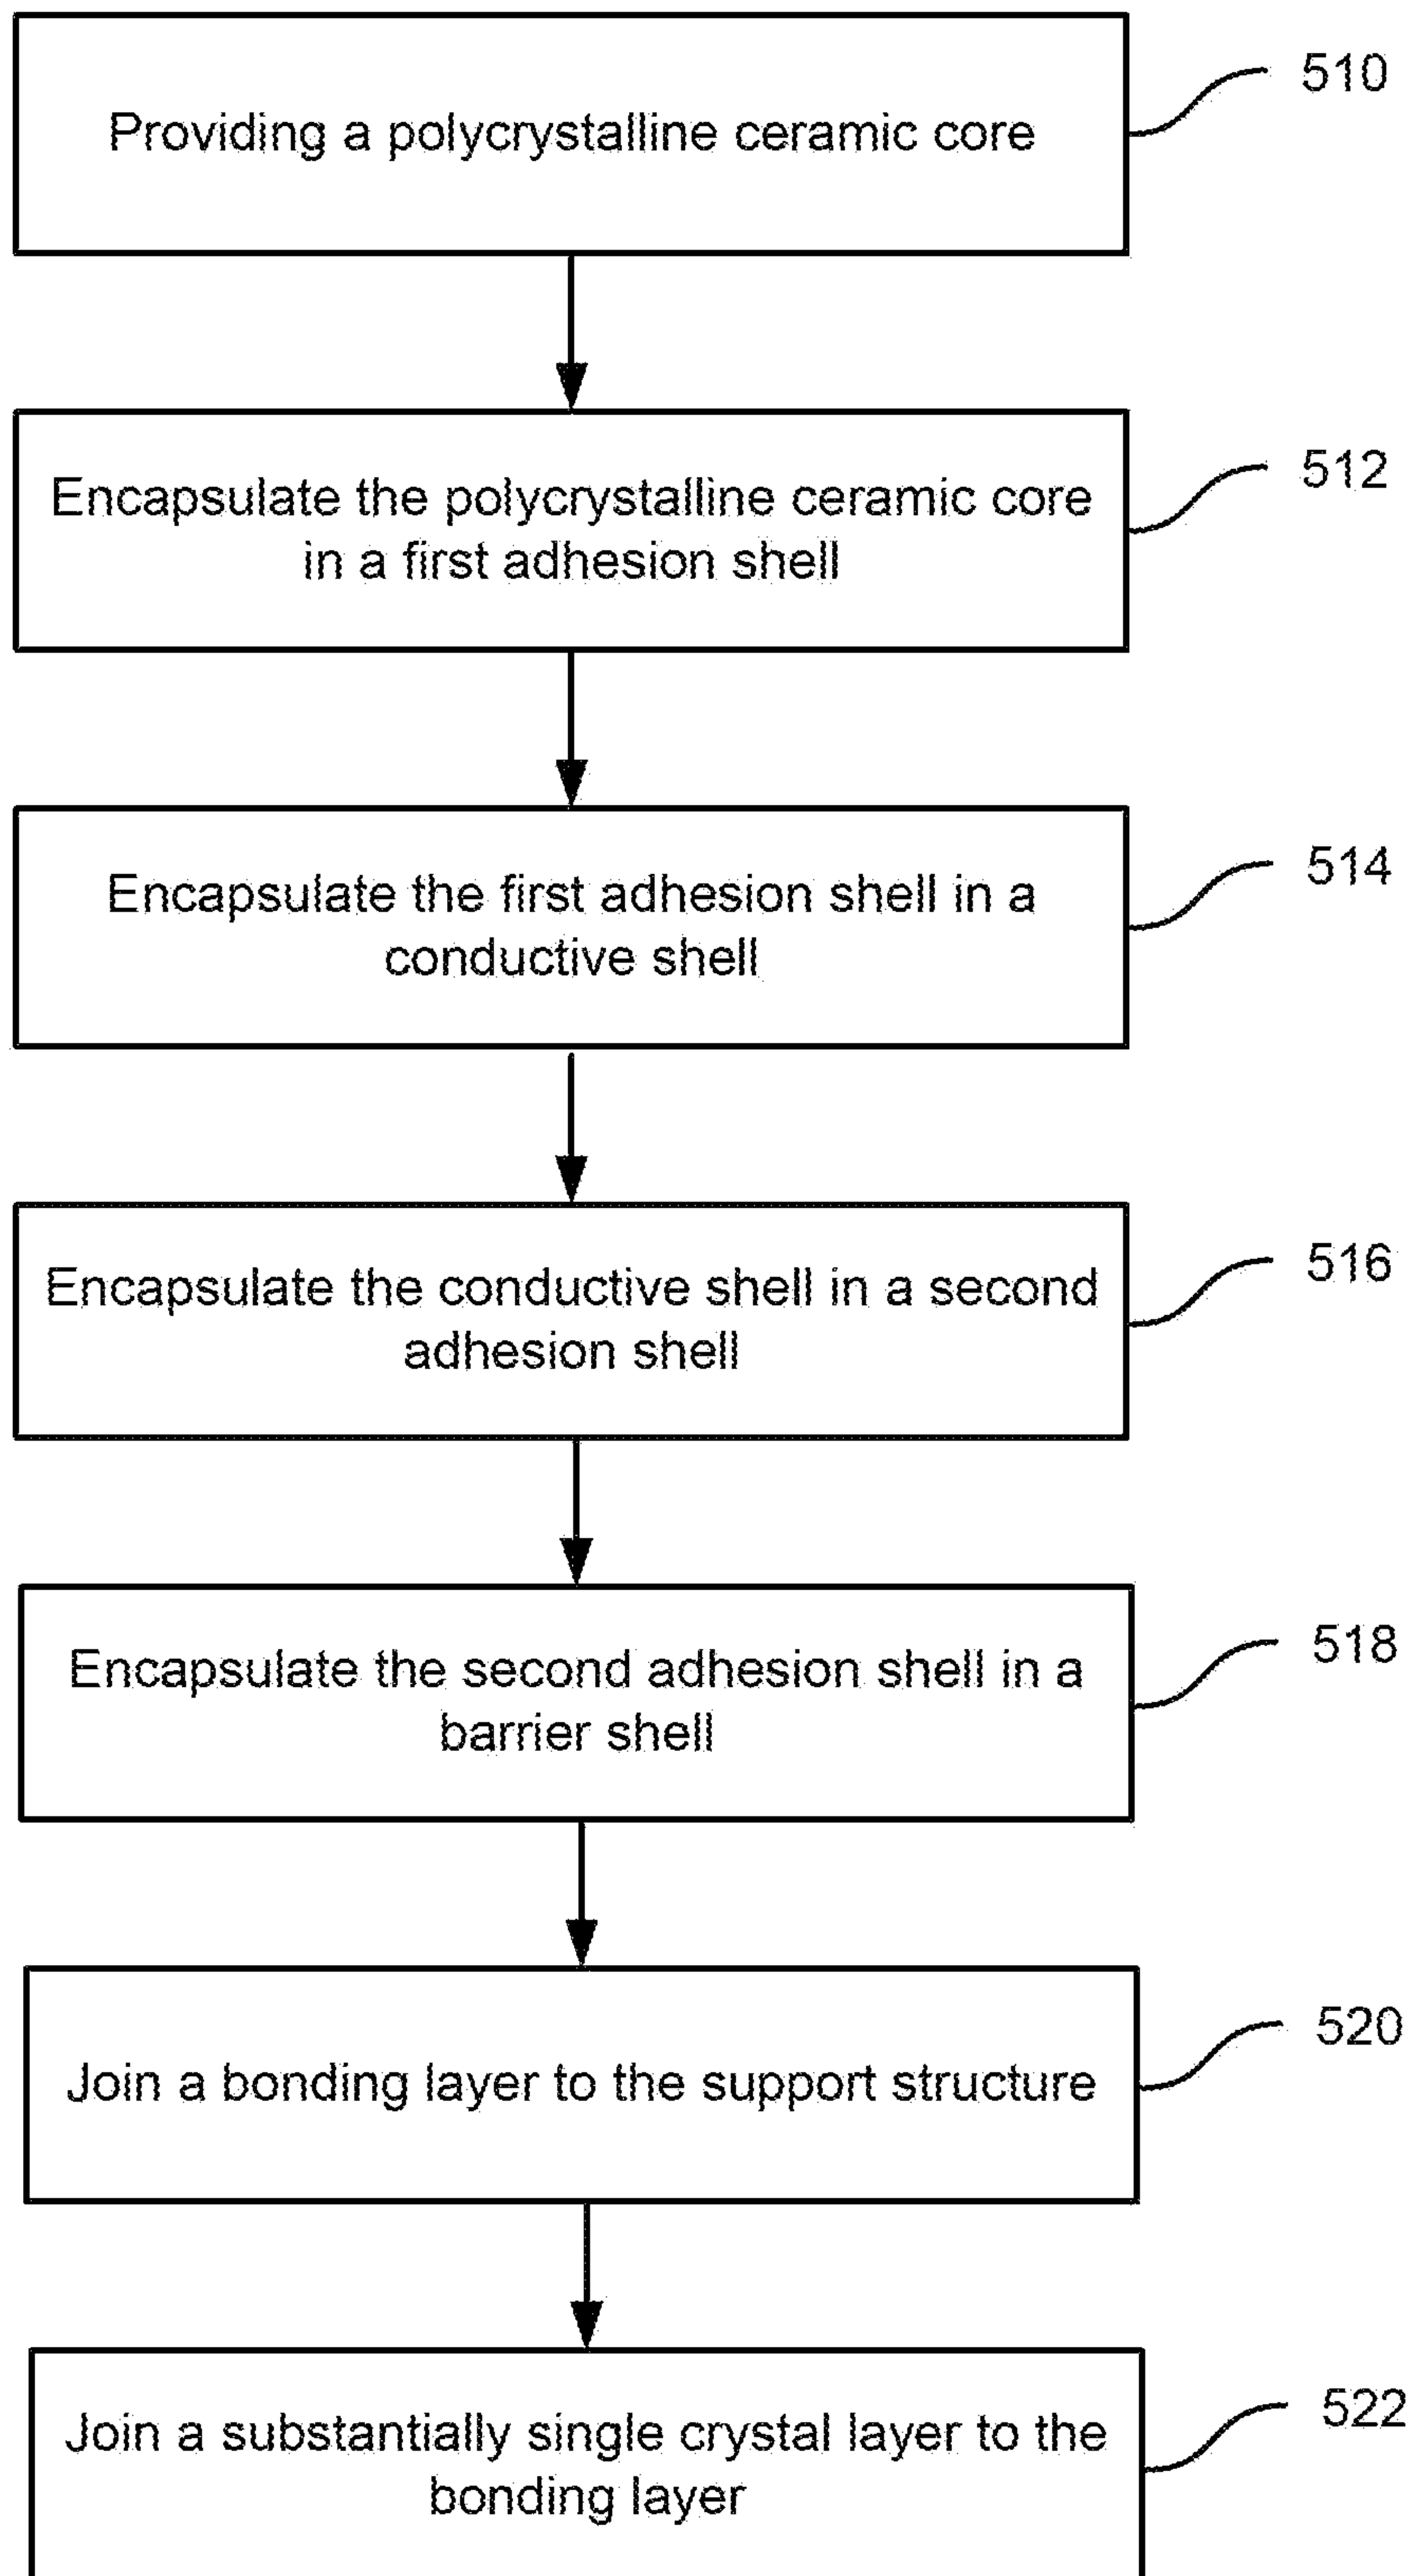 Providing a polycrystalline ceramic core
510
Encapsulate the polycrystalline ceramic core
in a first adhesion shell
512
Encapsulate the first adhesion shell in a
conductive shell
514
Encapsulate the conductive shell in a second
adhesion shell
516
Encapsulate the second adhesion shell in a
barrier shell
518
Join a bonding layer to the support structure
520
Join a substantially single crystal layer to the
bonding layer
522